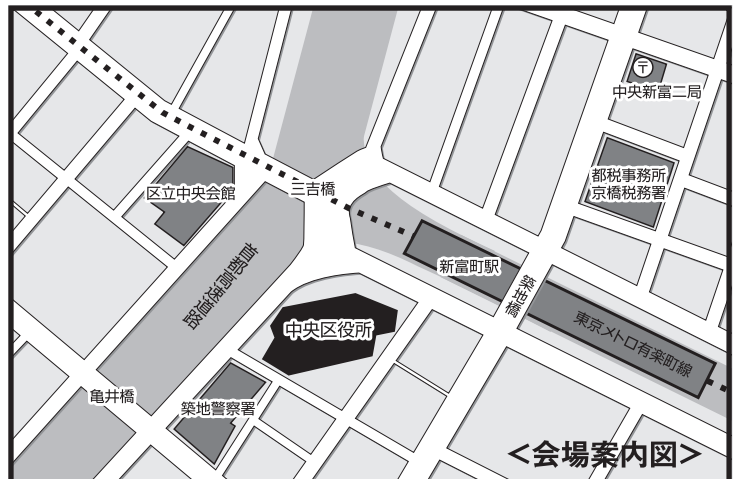 〒
中央新富二局
都税事務所
京橋税務署
区立中央会館
三吉橋
新富町駅
首都高速道路
築地橋
中央区役所
東京メトロ有楽町線
亀井橋
築地警察署
<会場案内図>